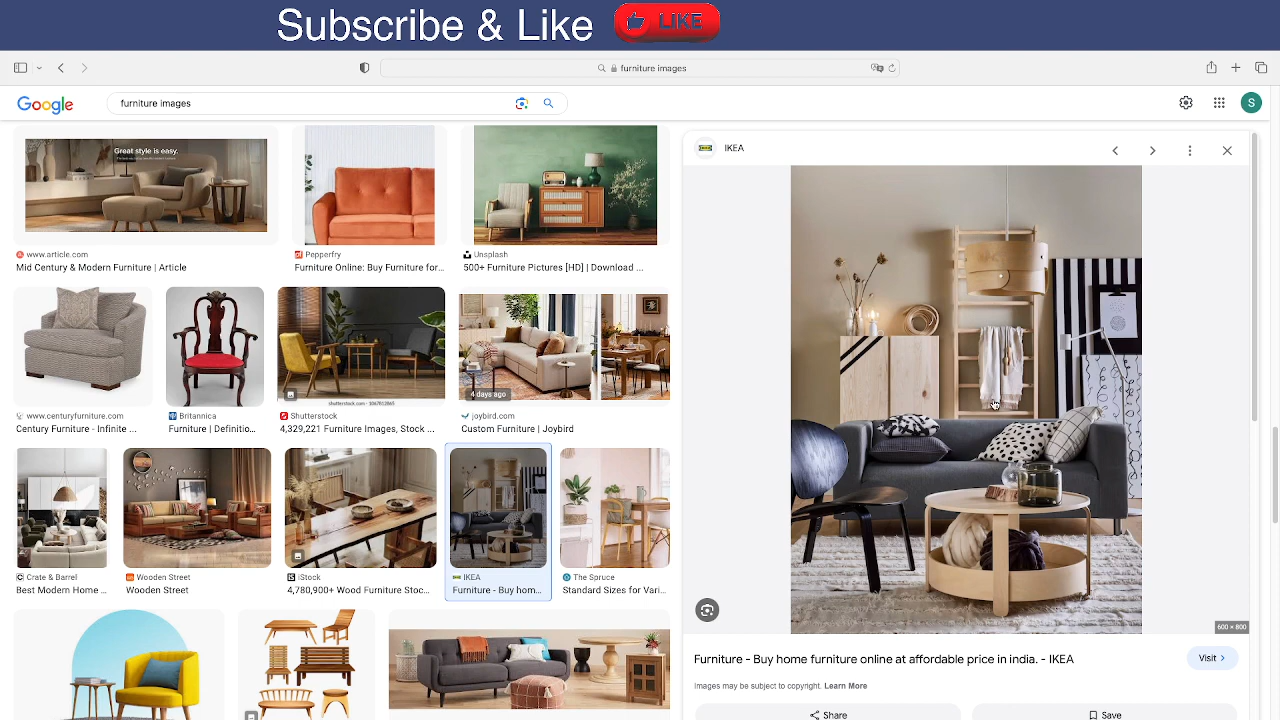 Subscribe & Like
LIKE
furniture images
Google
furniture images
S
Great style is easy.
www.article.com
Mid Century & Modern Furniture | Article
Pepperfry
Furniture Online: Buy Furniture for...
Unsplash
500+ Furniture Pictures [HD] | Download ...
www.centuryfurniture.com
Century Furniture - Infinite ...
Britannica
Furniture | Definitio...
shutterstock.com · 1067813865
Shutterstock
4,329,221 Furniture Images, Stock ...
4 days ago
joybird.com
Custom Furniture | Joybird
Crate & Barrel
Best Modern Home ...
Wooden Street
Wooden Street
iStock
4,780,900+ Wood Furniture Stoc...
IKEA
Furniture - Buy hom...
The Spruce
Standard Sizes for Vari...
IKEA
600 × 800
Furniture - Buy home furniture online at affordable price in india. - IKEA
Visit
Images may be subject to copyright. Learn More
Share
Save